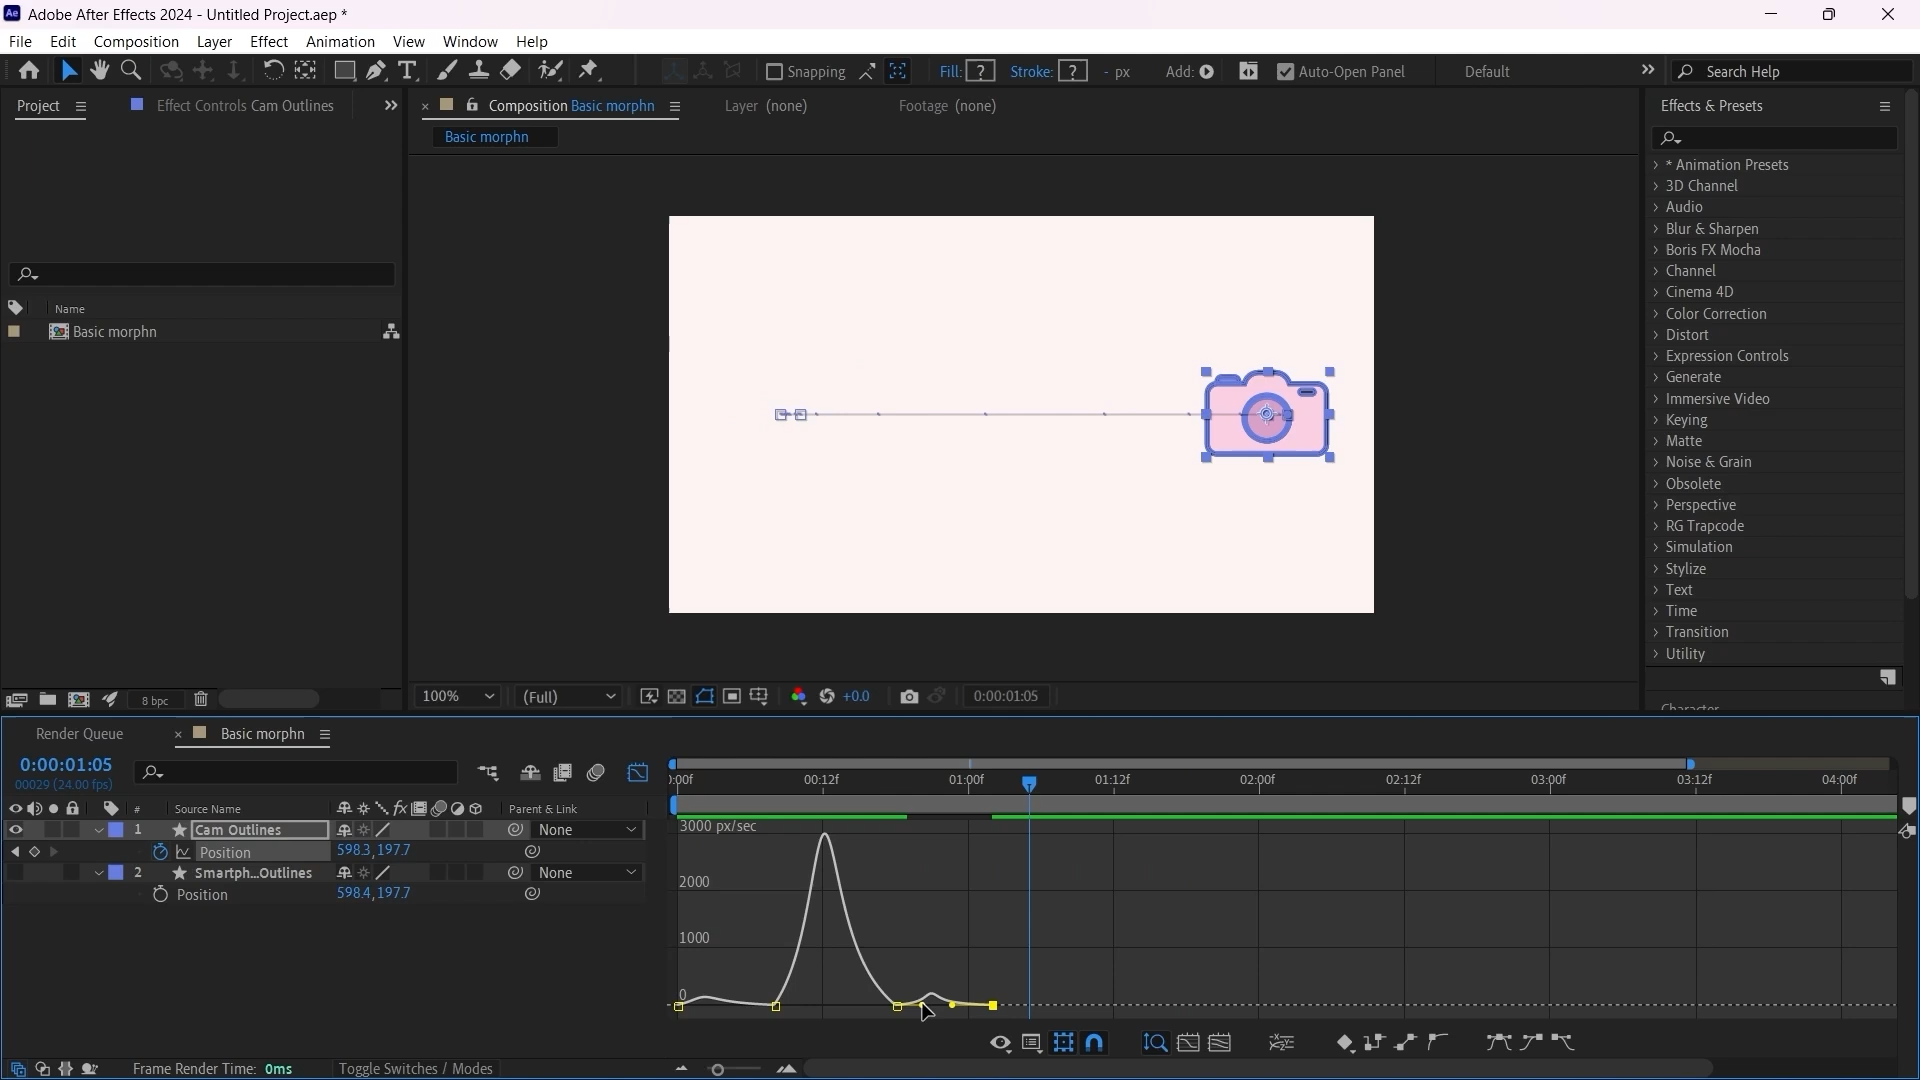 Ae Adobe After Effects 2024 - Untitled Project.aep *
File Edit Composition Layer Effect Animation View Window Help
Snapping Fill: ? Stroke: ? - px Add: Auto-Open Panel Default Search Help
Project Effect Controls Cam Outlines Composition Basic morphn Layer (none) Footage (none) Effects & Presets
Basic morphn
* Animation Presets
3D Channel
Audio
Blur & Sharpen
Boris FX Mocha
Channel
Cinema 4D
Color Correction
Distort
Expression Controls
Generate
Immersive Video
Keying
Matte
Noise & Grain
Obsolete
Perspective
RG Trapcode
Simulation
Stylize
Text
Time
Transition
Utility
Character
Name
Basic morphn
8 bpc
100% (Full) +0.0 0:00:01:05
Render Queue Basic morphn
0:00:01:05
00029 (24.00 fps)
):00f 00:12f 01:00f 01:12f 02:00f 02:12f 03:00f 03:12f 04:00f
# Source Name fx Parent & Link
1 Cam Outlines None
Position 598.3,197.7
2 Smartph...Outlines None
Position 598.4,197.7
3000 px/sec
2000
1000
0
Frame Render Time: 0ms Toggle Switches / Modes